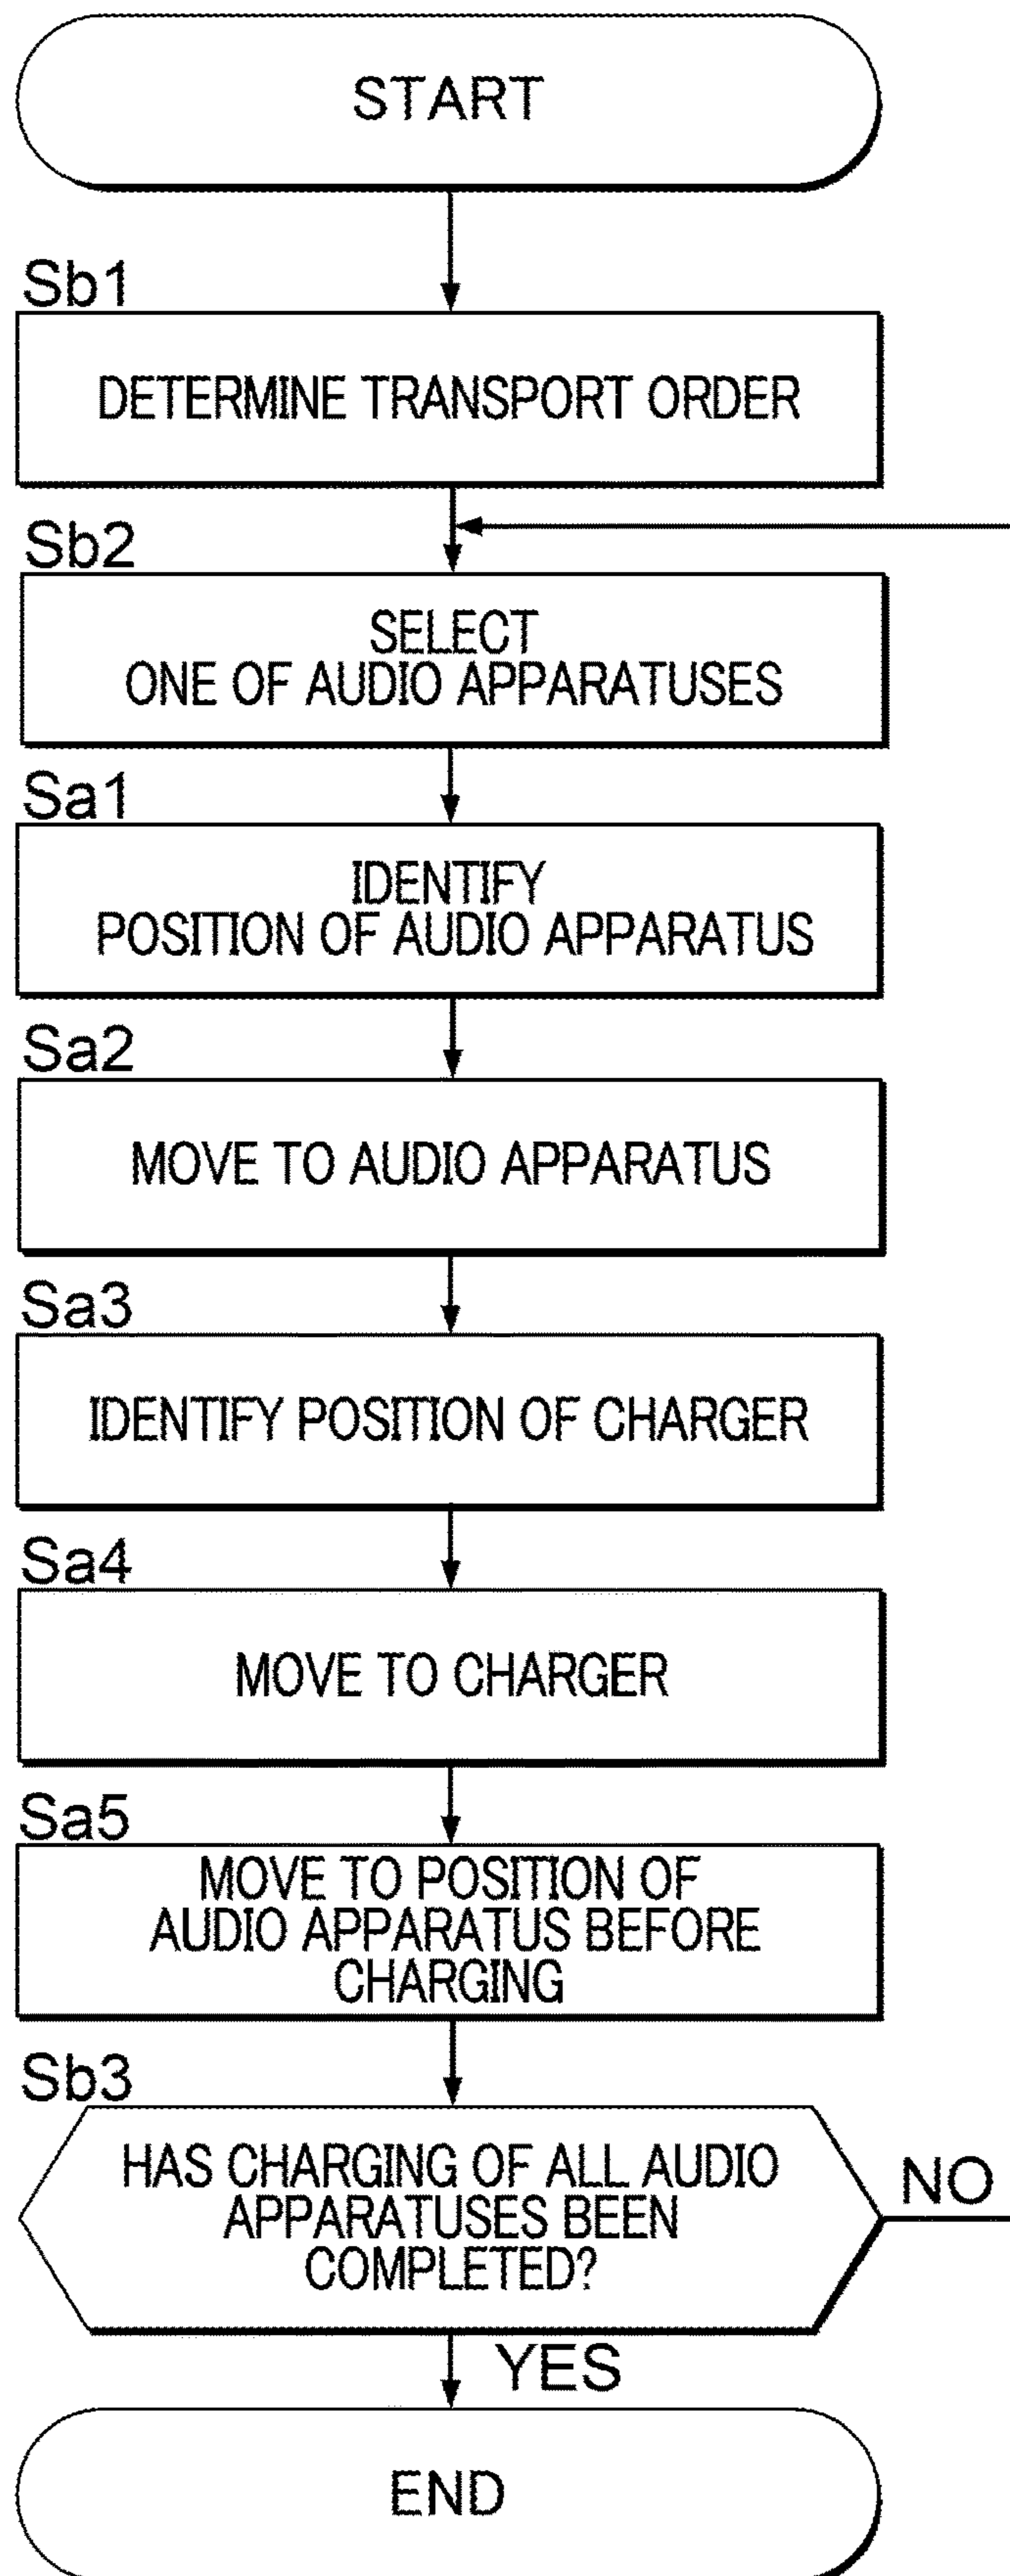 START
Sb1
DETERMINE TRANSPORT ORDER
Sb2
SELECT
ONE OF AUDIO APPARATUSES
Sa1
IDENTIFY
POSITION OF AUDIO APPARATUS
Sa2
MOVE TO AUDIO APPARATUS
Sa3
IDENTIFY POSITION OF CHARGER
Sa4
MOVE TO CHARGER
Sa5
MOVE TO POSITION OF
AUDIO APPARATUS BEFORE
CHARGING
Sb3
HAS CHARGING OF ALL AUDIO
APPARATUSES BEEN
COMPLETED?
NO
YES
END